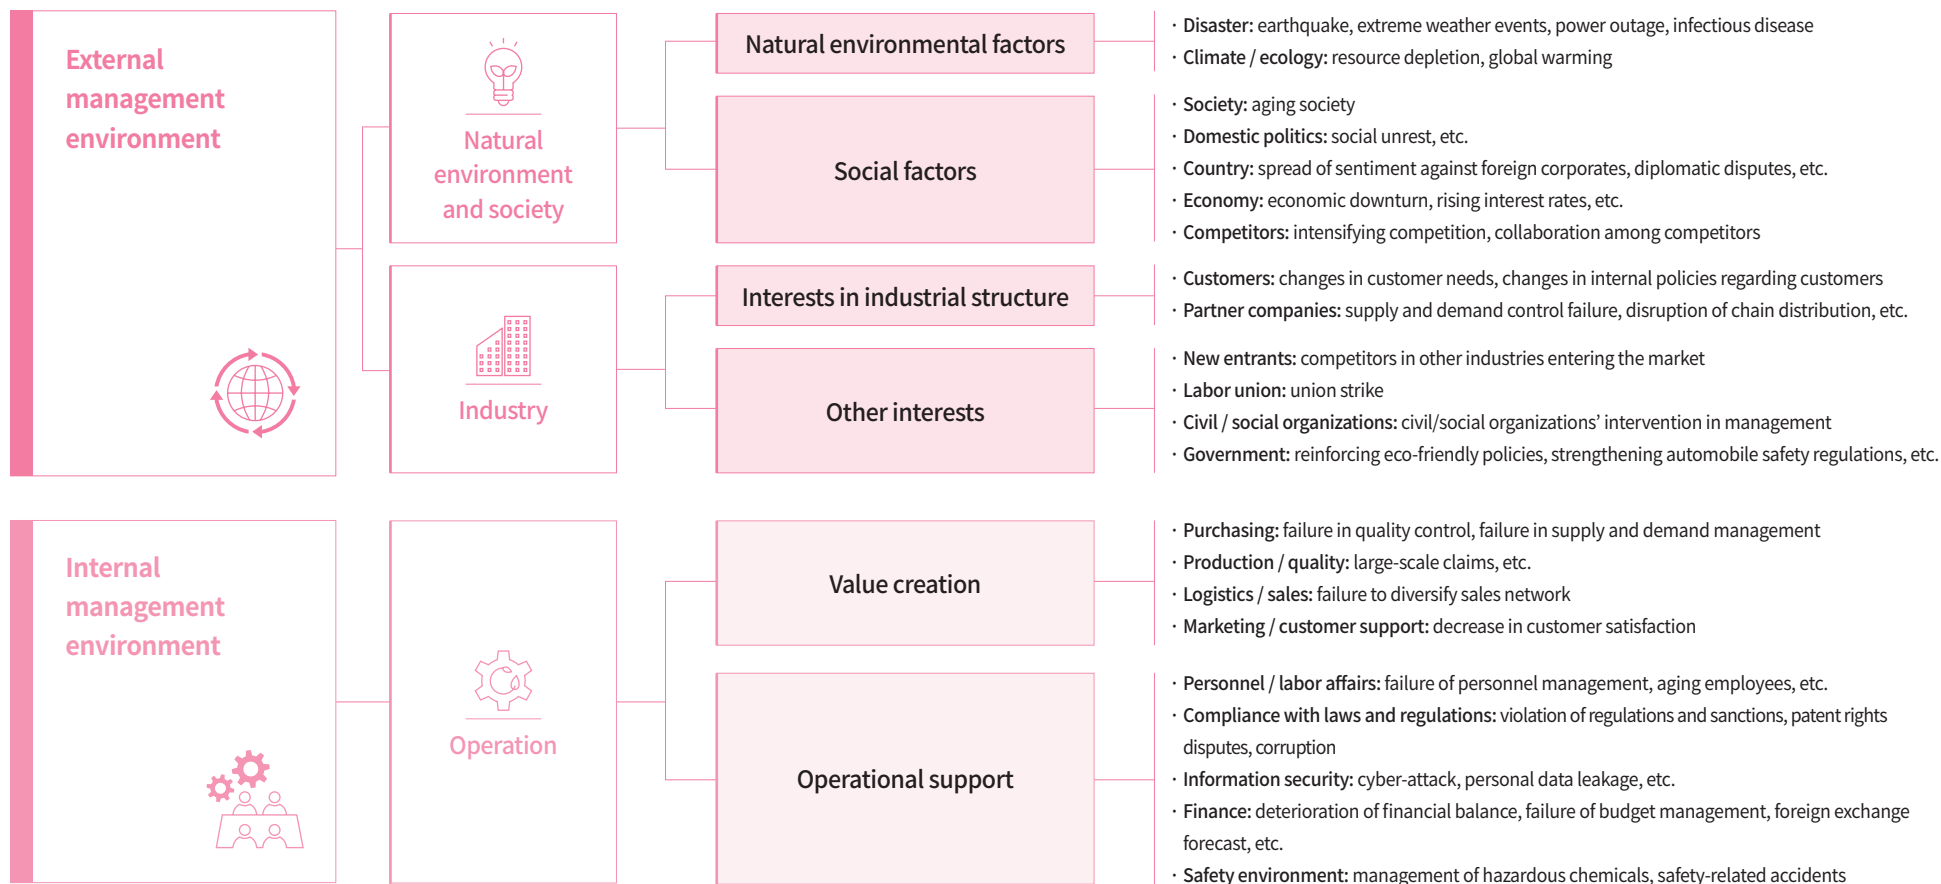 External
management
environment
Natural
environment
and society
Natural environmental factors
· Disaster: earthquake, extreme weather events, power outage, infectious disease
· Climate / ecology: resource depletion, global warming
Social factors
· Society: aging society
· Domestic politics: social unrest, etc.
· Country: spread of sentiment against foreign corporates, diplomatic disputes, etc.
· Economy: economic downturn, rising interest rates, etc.
· Competitors: intensifying competition, collaboration among competitors
Industry
Interests in industrial structure
· Customers: changes in customer needs, changes in internal policies regarding customers
· Partner companies: supply and demand control failure, disruption of chain distribution, etc.
Other interests
· New entrants: competitors in other industries entering the market
· Labor union: union strike
· Civil / social organizations: civil/social organizations’ intervention in management
· Government: reinforcing eco-friendly policies, strengthening automobile safety regulations, etc.
Internal
management
environment
Operation
Value creation
· Purchasing: failure in quality control, failure in supply and demand management
· Production / quality: large-scale claims, etc.
· Logistics / sales: failure to diversify sales network
· Marketing / customer support: decrease in customer satisfaction
Operational support
· Personnel / labor affairs: failure of personnel management, aging employees, etc.
· Compliance with laws and regulations: violation of regulations and sanctions, patent rights
disputes, corruption
· Information security: cyber-attack, personal data leakage, etc.
· Finance: deterioration of financial balance, failure of budget management, foreign exchange
forecast, etc.
· Safety environment: management of hazardous chemicals, safety-related accidents